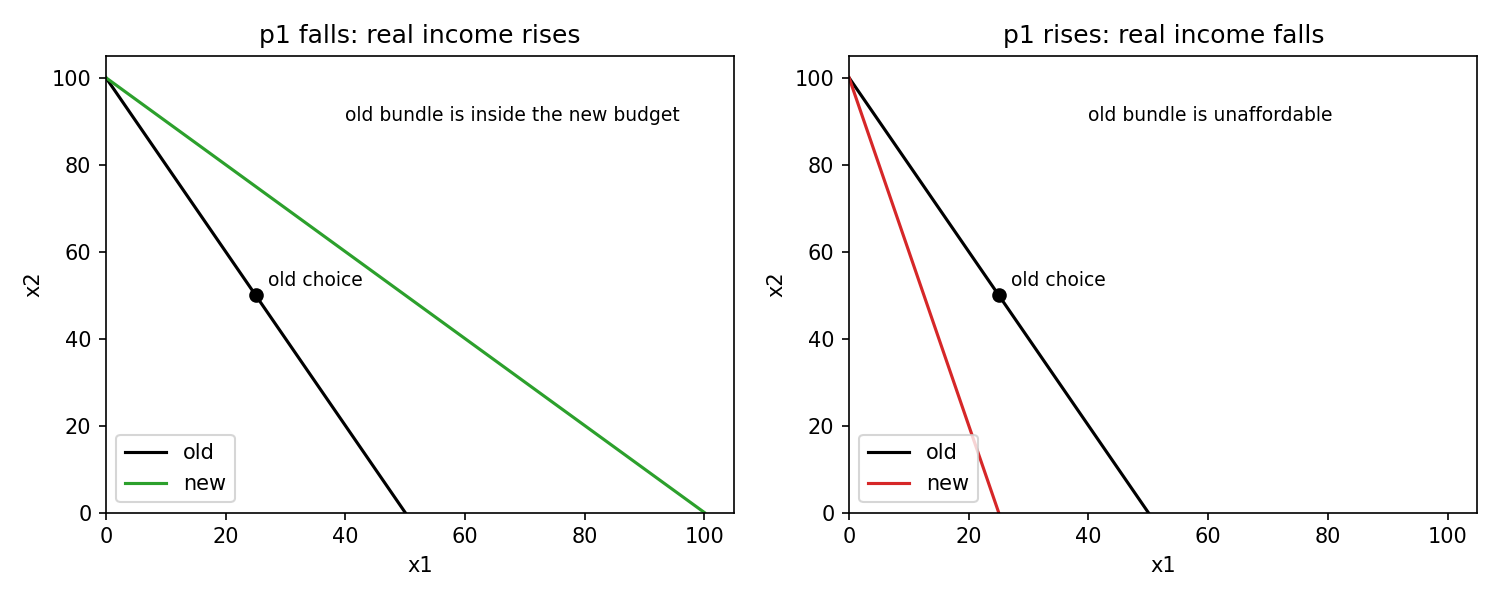 p1 falls: real income rises
100
80
60
40
20
0
x2
old bundle is inside the new budget
old choice
old
new
0 20 40 60 80 100
x1
p1 rises: real income falls
100
80
60
40
20
0
x2
old bundle is unaffordable
old choice
old
new
0 20 40 60 80 100
x1